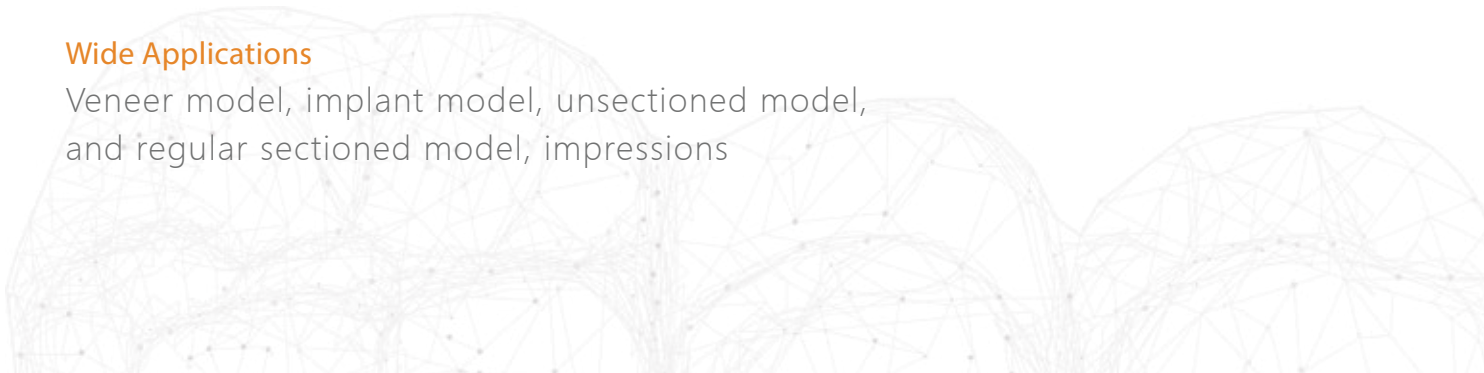 Wide Applications
Veneer model, implant model, unsectioned model,
and regular sectioned model, impressions